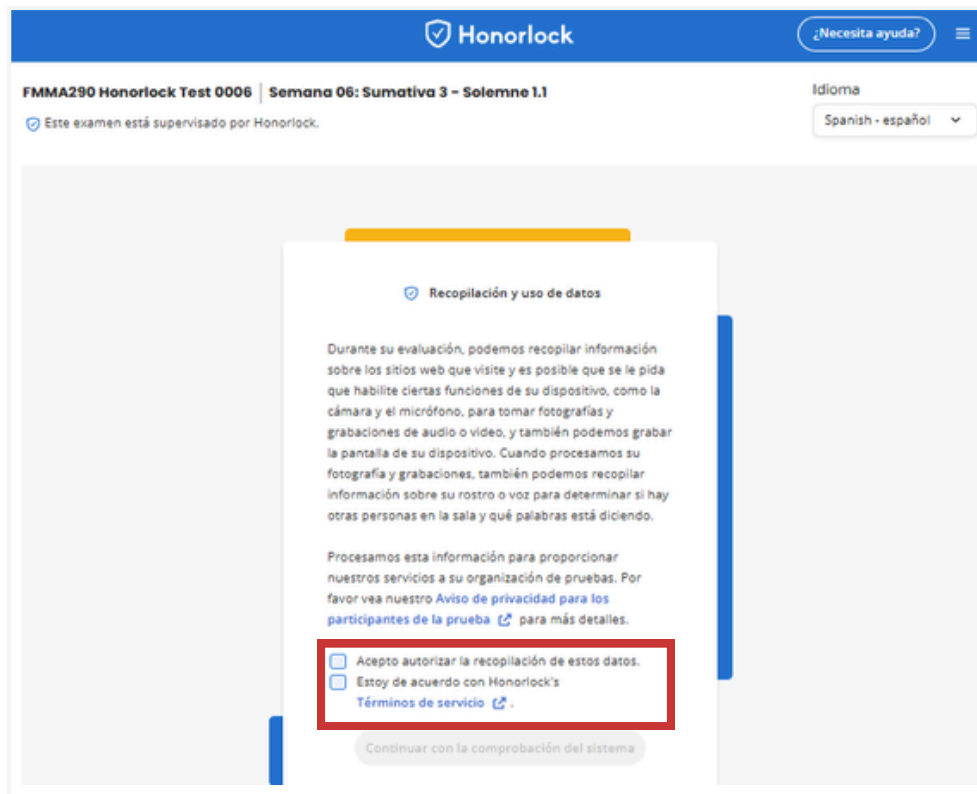 Honorlock
¿Necesita ayuda?
FMMA290 Honorlock Test 0006 | Semana 06: Sumativa 3 - Solemne 1.1
Este examen está supervisado por Honorlock.
Idioma
Spanish - español
Recopilación y uso de datos
Durante su evaluación, podemos recopilar información
sobre los sitios web que visite y es posible que se le pida
que habilite ciertas funciones de su dispositivo, como la
cámara y el micrófono, para tomar fotografías y
grabaciones de audio o video, y también podemos grabar
la pantalla de su dispositivo. Cuando procesamos su
fotografía y grabaciones, también podemos recopilar
información sobre su rostro o voz para determinar si hay
otras personas en la sala y qué palabras está diciendo.
Procesamos esta información para proporcionar
nuestros servicios a su organización de pruebas. Por
favor vea nuestro Aviso de privacidad para los
participantes de la prueba para más detalles.
Acepto autorizar la recopilación de estos datos.
Estoy de acuerdo con Honorlock's
Términos de servicio .
Continuar con la comprobación del sistema